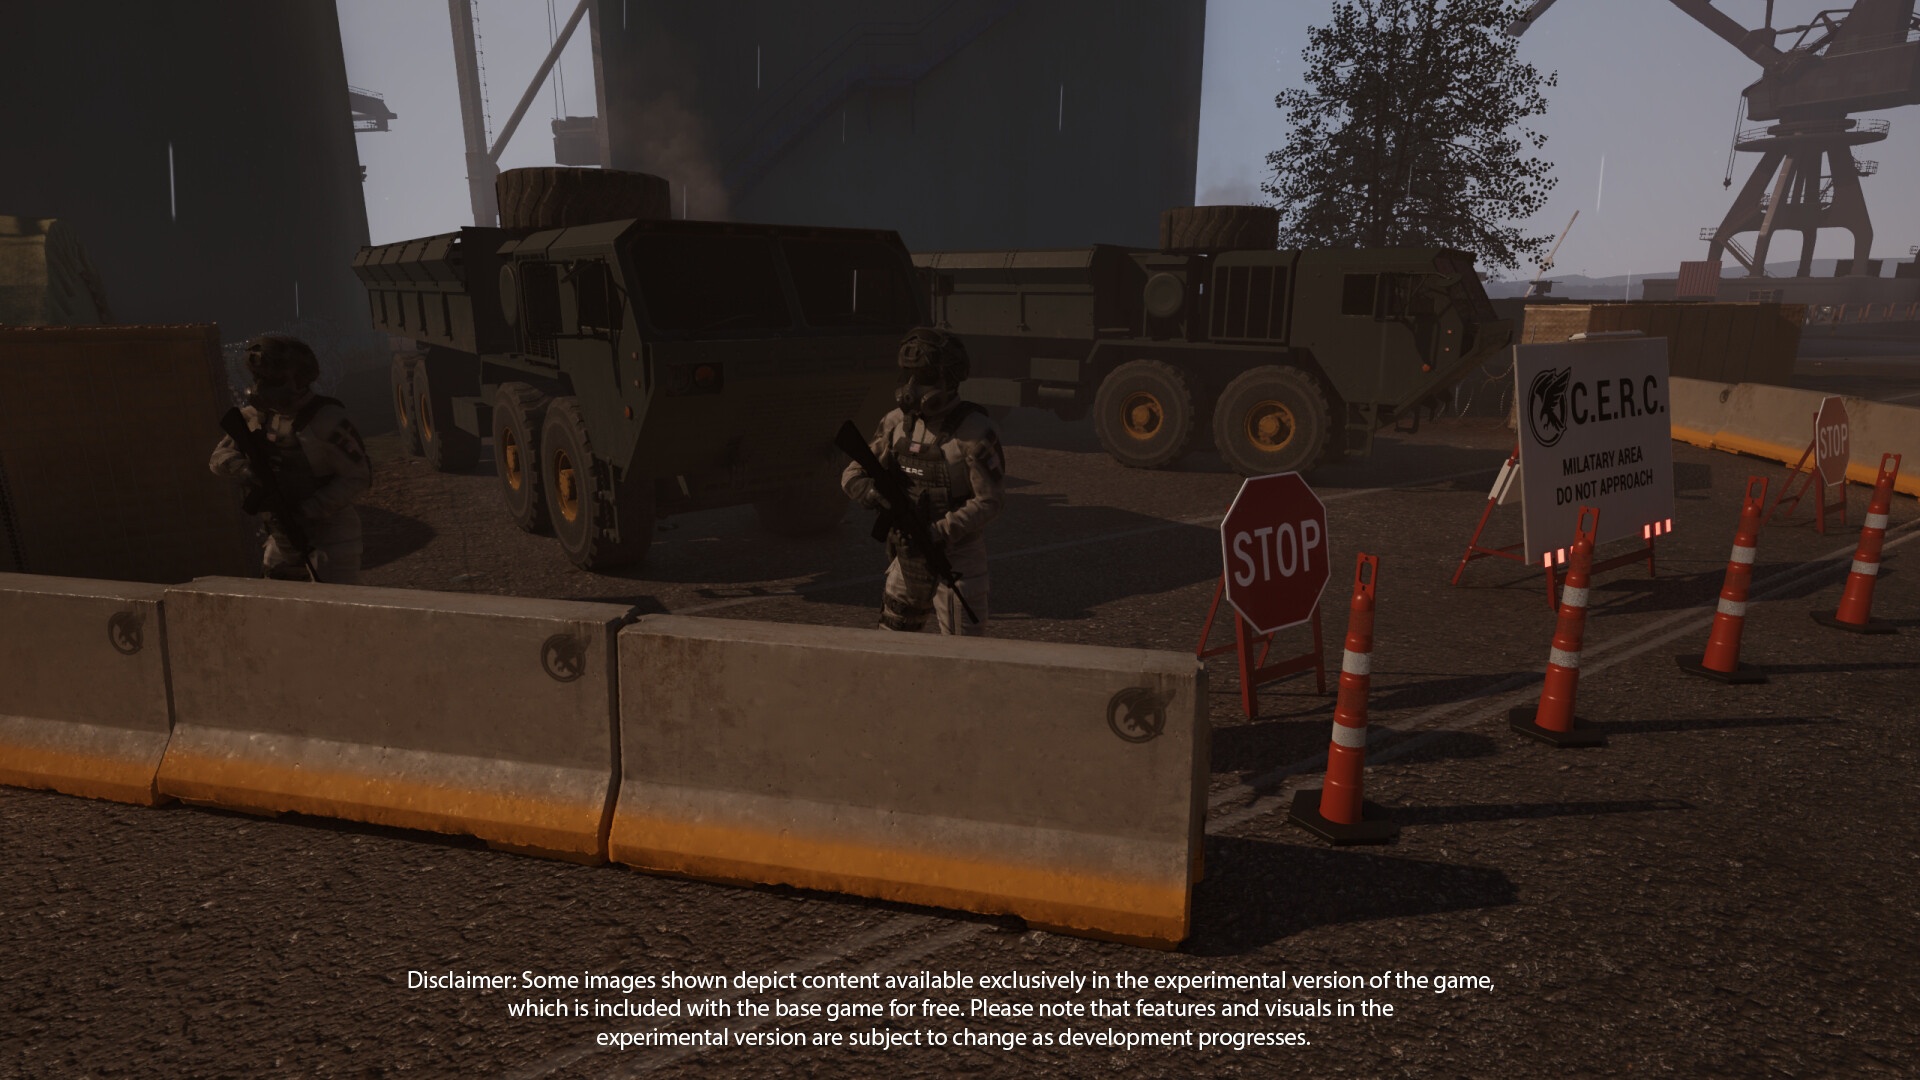 C.E.R.C.
MILATARY AREA
DO NOT APPROACH
STOP
STOP
CERC
Disclaimer: Some images shown depict content available exclusively in the experimental version of the game,
which is included with the base game for free. Please note that features and visuals in the
experimental version are subject to change as development progresses.